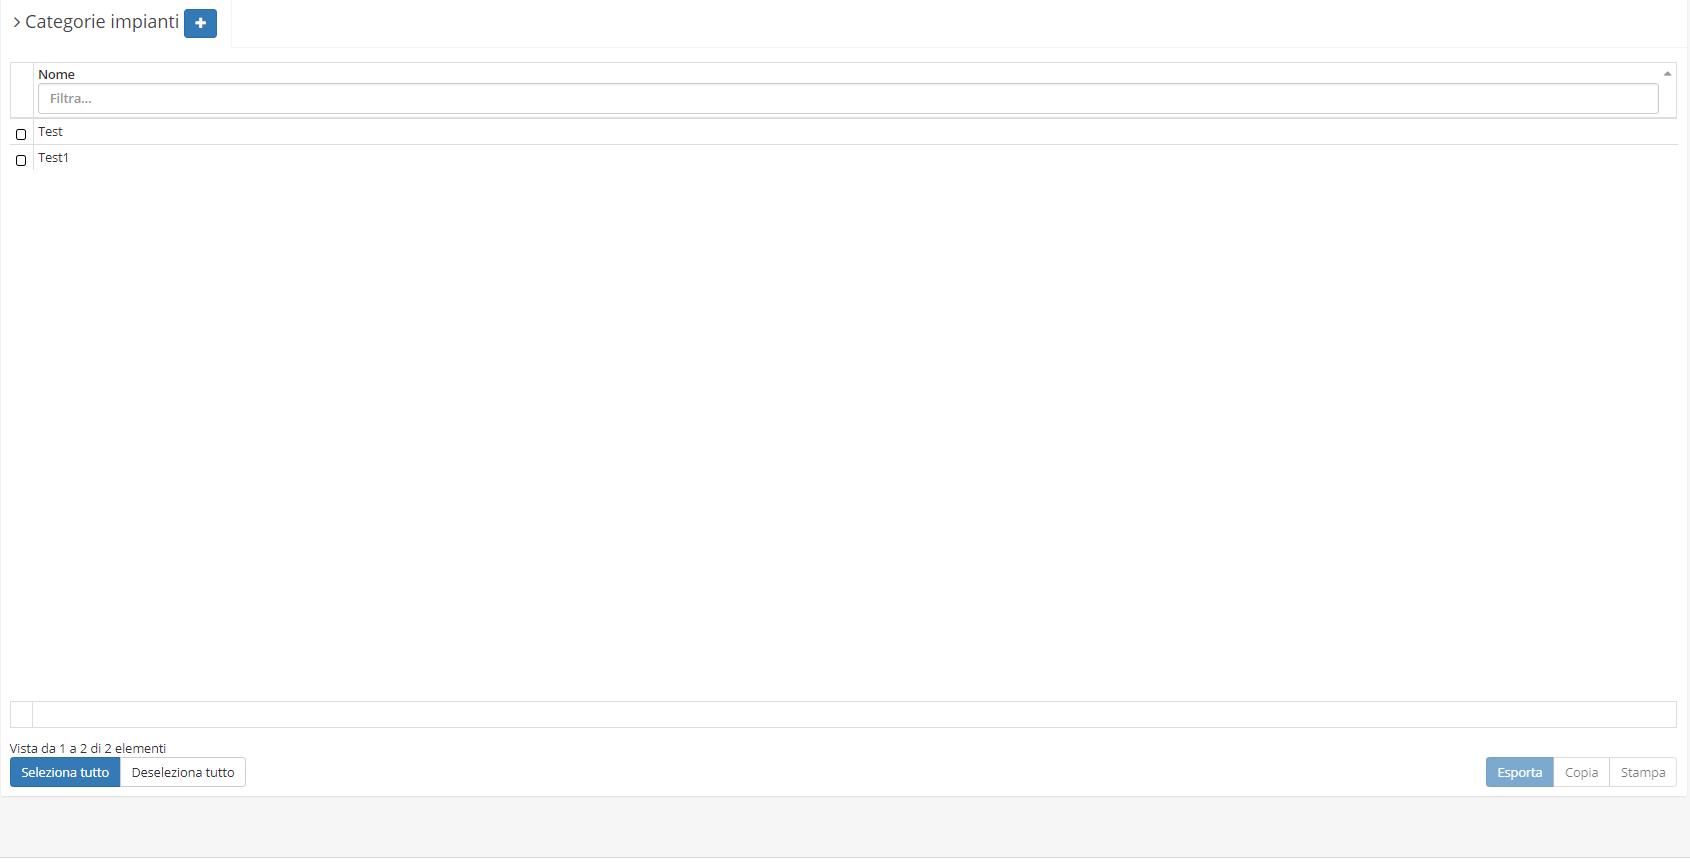 Categorie impianti
Nome
Filtra...
Test
Test1
Vista da 1 a 2 di 2 elementi
Seleziona tutto Deseleziona tutto Esporta Copia Stampa